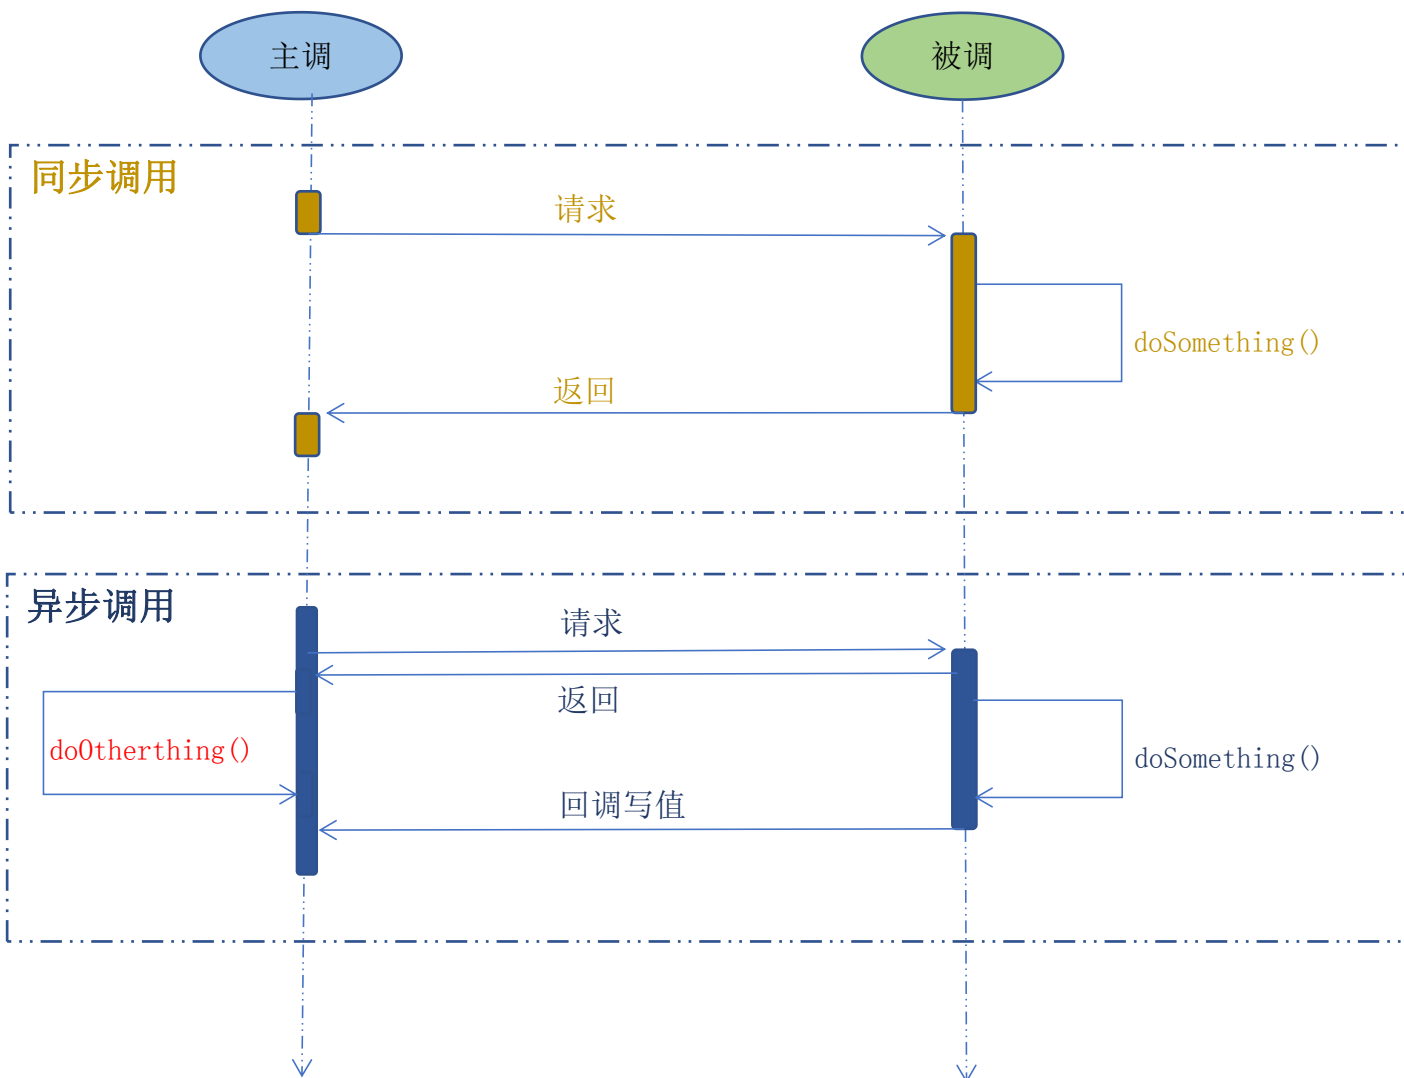 主调
被调
同步调用
请求
doSomething()
返回
异步调用
请求
返回
doOtherthing()
doSomething()
回调写值